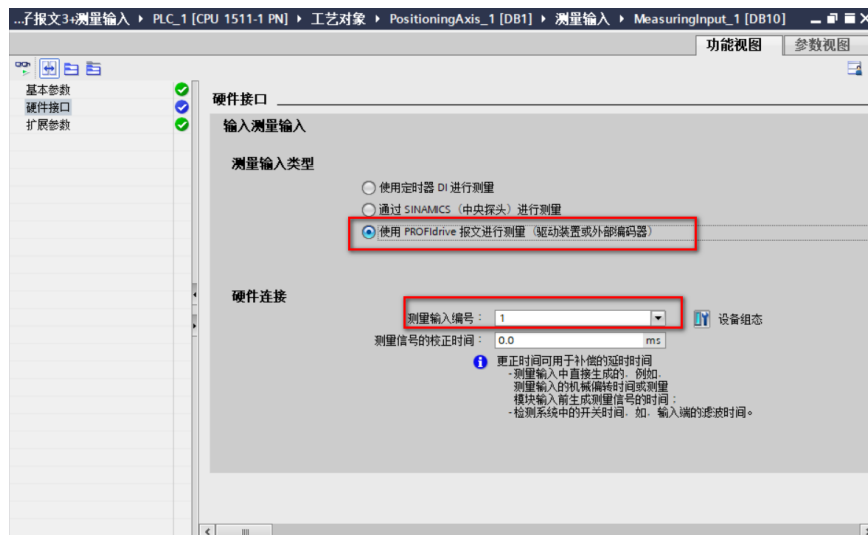 ...子报文3+测量输入 ▸ PLC_1 [CPU 1511-1 PN] ▸ 工艺对象 ▸ PositioningAxis_1 [DB1] ▸ 测量输入 ▸ MeasuringInput_1 [DB10]
功能视图 参数视图
基本参数
硬件接口
扩展参数
硬件接口
输入测量输入
测量输入类型
使用定时器 DI 进行测量
通过 SINAMICS（中央探头）进行测量
使用 PROFIdrive 报文进行测量（驱动装置或外部编码器）
硬件连接
测量输入编号： 1 设备组态
测量信号的校正时间： 0.0 ms
更正时间可用于补偿的延时时间
-测量输入中直接生成的. 例如.
测量输入的机械偏转时间或测量
模块输入前生成测量信号的时间；
-检测系统中的开关时间. 如. 输入端的滤波时间。